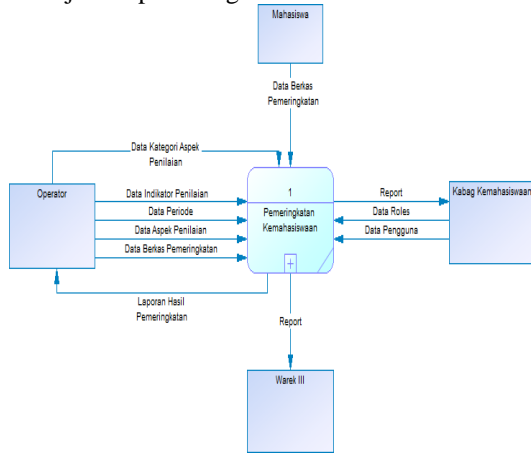 Mahasiswa
Data Berkas
Pemeringkatan
Data Kategori Aspek
Penilaian
Operator
Data Indikator Penilaian
Data Periode
Data Aspek Penilaian
Data Berkas Pemeringkatan
1
Pemeringkatan
Kemahasiswaan
+
Report
Data Roles
Data Pengguna
Kabag Kemahasiswaan
Laporan Hasil
Pemeringkatan
Report
Warek III